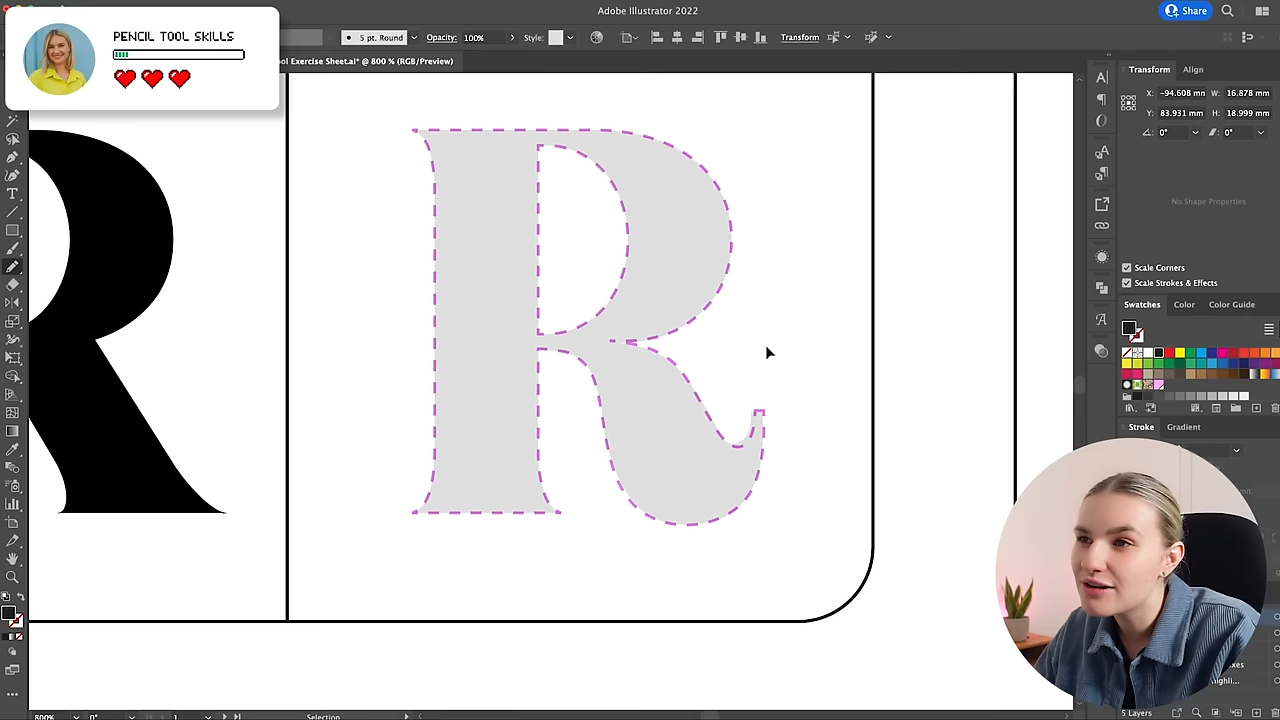 Adobe Illustrator 2022
Share
PENCIL TOOL SKILLS
5 pt. Round
Opacity:
100%
Style:
Transform
ol Exercise Sheet.ai* @ 800 % (RGB/Preview)
Transform
Align
X:
-94.608 mm
W:
16.878 mm
Y:
83.931 mm
H:
18.999 mm
0°
0°
No Shape Properties
Scale Corners
Scale Strokes & Effects
Swatches
Color
Color Guide
Stroke
Gradient
R
R
5 Layers
800%
0°
1
Selection